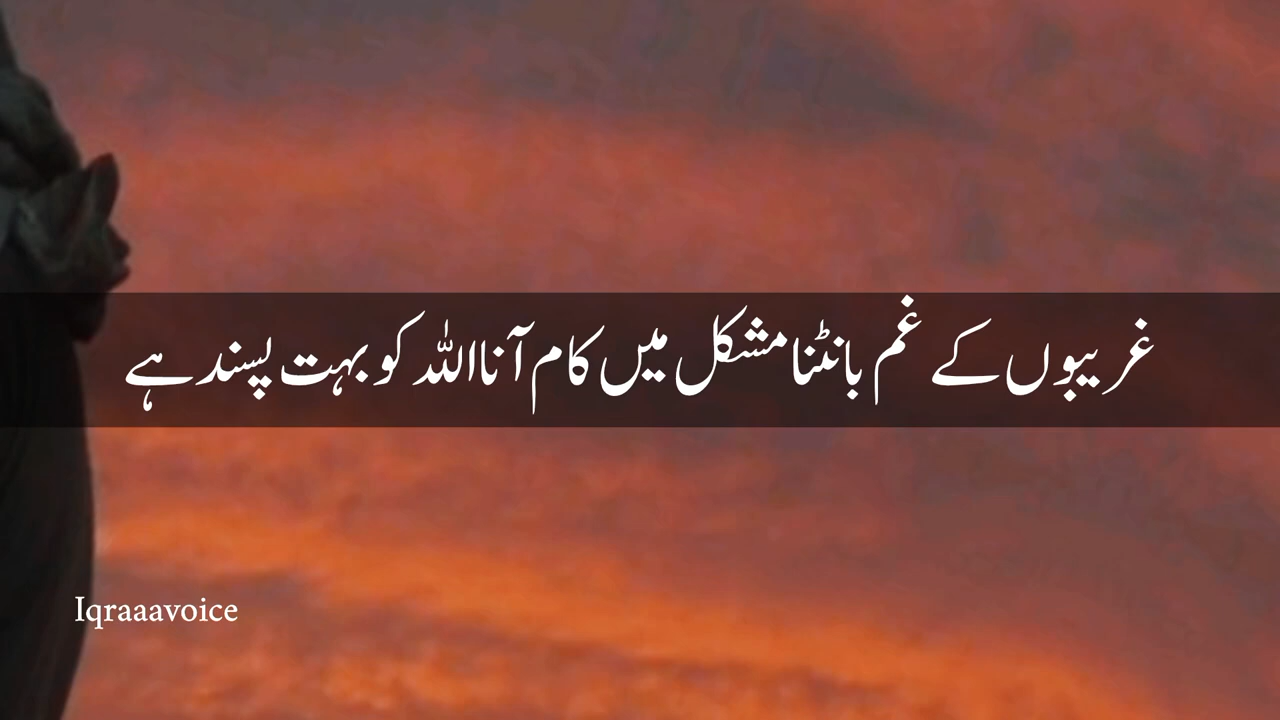 غریبوں کے غم بانٹنا مشکل میں کام آنا اللہ کو بہت پسند ہے
Iqraaavoice